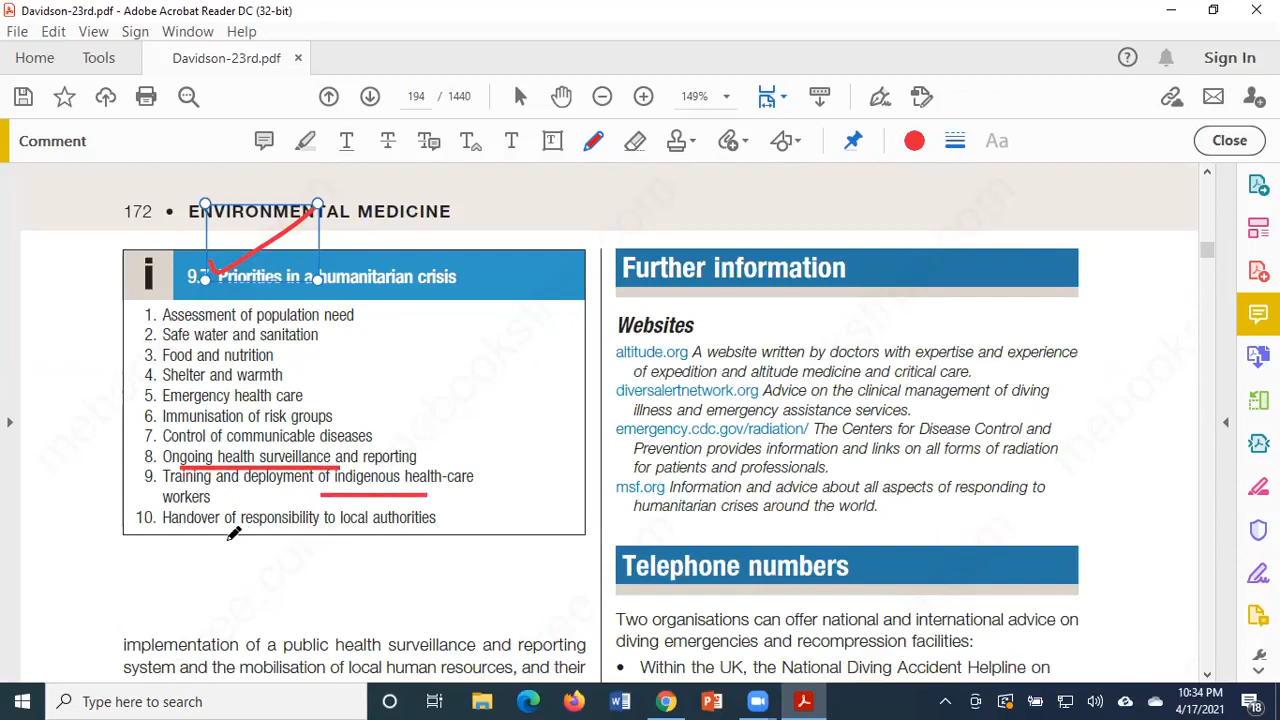 Davidson-23rd.pdf - Adobe Acrobat Reader DC (32-bit)
File Edit View Sign Window Help
Home Tools Davidson-23rd.pdf × Sign In
194 / 1440 149%
Comment Aa Close
172 • ENVIRONMENTAL MEDICINE
i Priorities in a humanitarian crisis
1. Assessment of population need
2. Safe water and sanitation
3. Food and nutrition
4. Shelter and warmth
5. Emergency health care
6. Immunisation of risk groups
7. Control of communicable diseases
8. Ongoing health surveillance and reporting
9. Training and deployment of indigenous health-care
workers
10. Handover of responsibility to local authorities
implementation of a public health surveillance and reporting
system and the mobilisation of local human resources, and their
Further information
Websites
altitude.org A website written by doctors with expertise and experience
of expedition and altitude medicine and critical care.
diversalertnetwork.org Advice on the clinical management of diving
illness and emergency assistance services.
emergency.cdc.gov/radiation/ The Centers for Disease Control and
Prevention provides information and links on all forms of radiation
for patients and professionals.
msf.org Information and advice about all aspects of responding to
humanitarian crises around the world.
Telephone numbers
Two organisations can offer national and international advice on
diving emergencies and recompression facilities:
• Within the UK, the National Diving Accident Helpline on
Type here to search
10:34 PM
4/17/2021
18